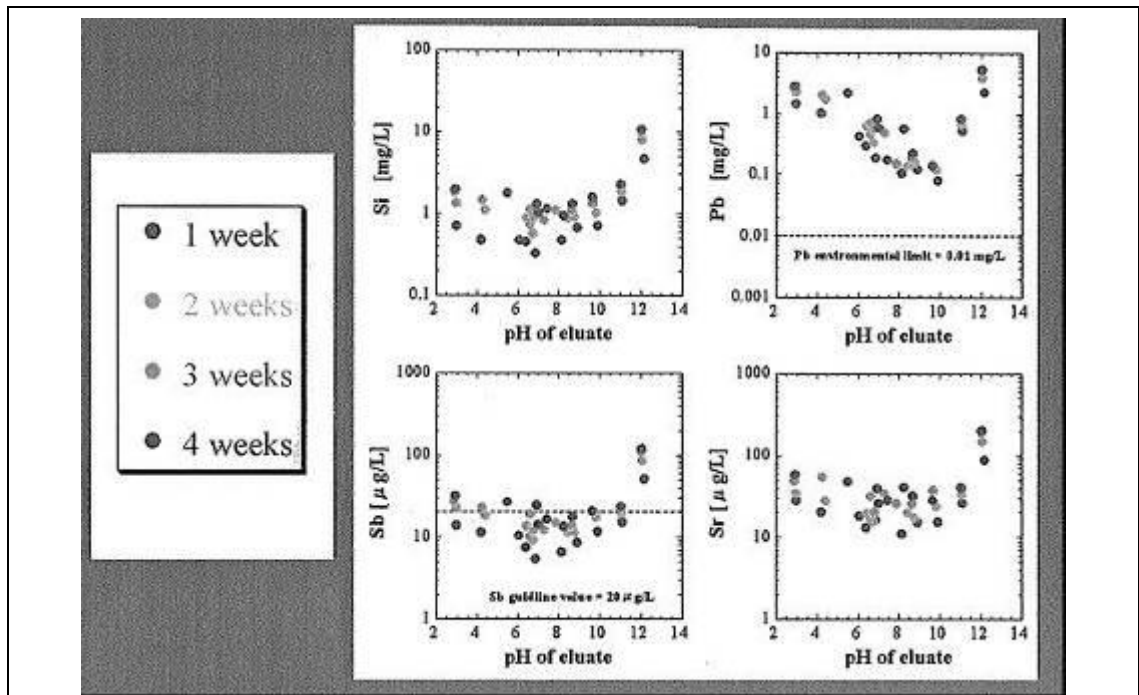 1 week
2 weeks
3 weeks
4 weeks
100
10
1
0.1
Si [mg/L]
2 4 6 8 10 12 14
pH of eluate
10
1
0.1
0.01
0.001
Pb [mg/L]
Pb environmental limit = 0.01 mg/L
2 4 6 8 10 12 14
pH of eluate
1000
100
10
1
Sb [μ g/L]
Sb guidline value = 20 μ g/L
2 4 6 8 10 12 14
pH of eluate
1000
100
10
1
Sr [μ g/L]
2 4 6 8 10 12 14
pH of eluate